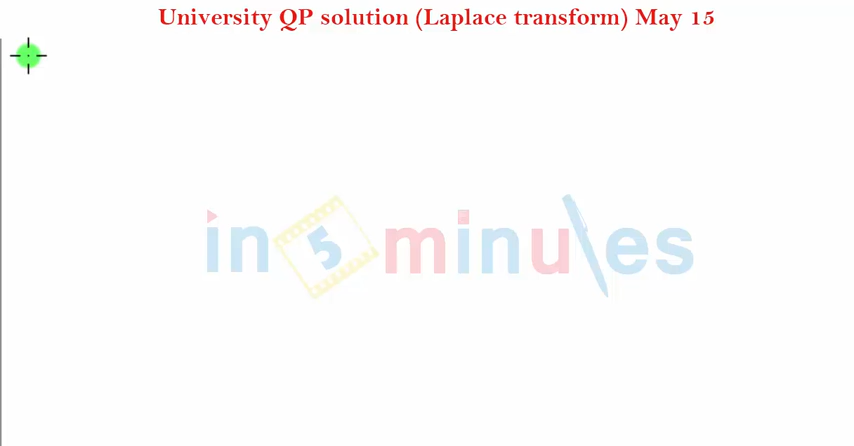 University QP solution (Laplace transform) May 15
in 5 minutes